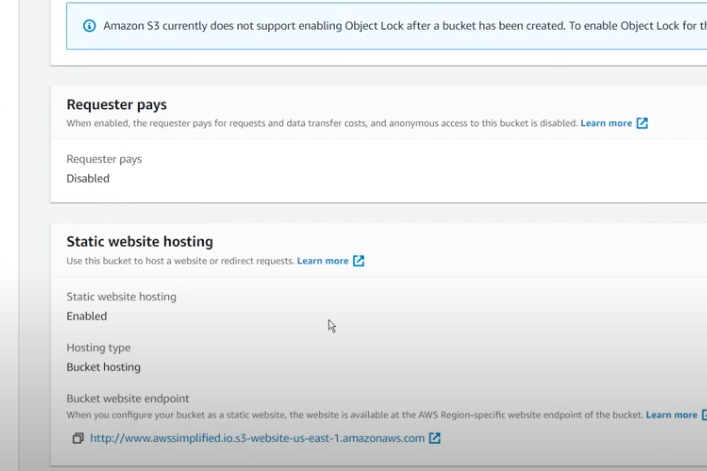 Amazon S3 currently does not support enabling Object Lock after a bucket has been created. To enable Object Lock for
Requester pays
When enabled, the requester pays for requests and data transfer costs, and anonymous access to this bucket is disabled. Learn more
Requester pays
Disabled
Static website hosting
Use this bucket to host a website or redirect requests. Learn more
Static website hosting
Enabled
Hosting type
Bucket hosting
Bucket website endpoint
When you configure your bucket as a static website, the website is available at the AWS Region-specific website endpoint of the bucket. Learn more
http://www.awssimplified.io.s3-website-us-east-1.amazonaws.com